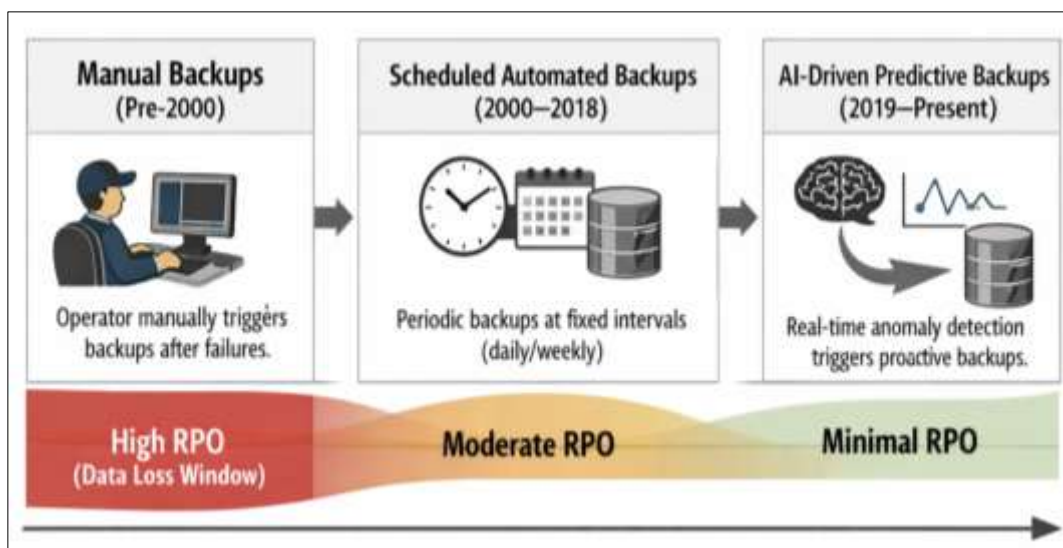 Manual Backups
(Pre-2000)
Operator manually triggers
backups after failures.
Scheduled Automated Backups
(2000–2018)
Periodic backups at fixed intervals
(daily/weekly)
AI-Driven Predictive Backups
(2019–Present)
Real-time anomaly detection
triggers proactive backups.
High RPO
(Data Loss Window)
Moderate RPO
Minimal RPO